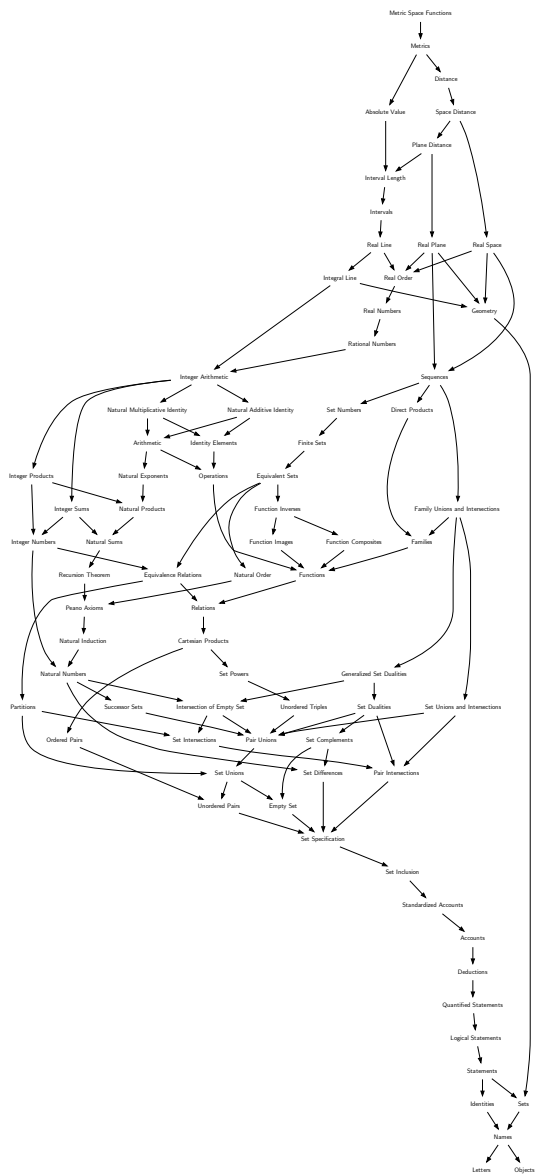 Metric Space Functions
Metrics
Distance
Absolute Value
Space Distance
Plane Distance
Interval Length
Intervals
Real Line
Real Plane
Real Space
Integral Line
Real Order
Real Numbers
Geometry
Rational Numbers
Integer Arithmetic
Sequences
Natural Multiplicative Identity
Natural Additive Identity
Set Numbers
Direct Products
Arithmetic
Identity Elements
Finite Sets
Integer Products
Natural Exponents
Operations
Equivalent Sets
Integer Sums
Natural Products
Function Inverses
Family Unions and Intersections
Integer Numbers
Natural Sums
Function Images
Function Composites
Families
Recursion Theorem
Equivalence Relations
Natural Order
Functions
Peano Axioms
Relations
Natural Induction
Cartesian Products
Natural Numbers
Set Powers
Generalized Set Dualities
Partitions
Successor Sets
Intersection of Empty Set
Unordered Triples
Set Dualities
Set Unions and Intersections
Ordered Pairs
Set Intersections
Pair Unions
Set Complements
Set Unions
Set Differences
Pair Intersections
Unordered Pairs
Empty Set
Set Specification
Set Inclusion
Standardized Accounts
Accounts
Deductions
Quantified Statements
Logical Statements
Statements
Identities
Sets
Names
Letters
Objects